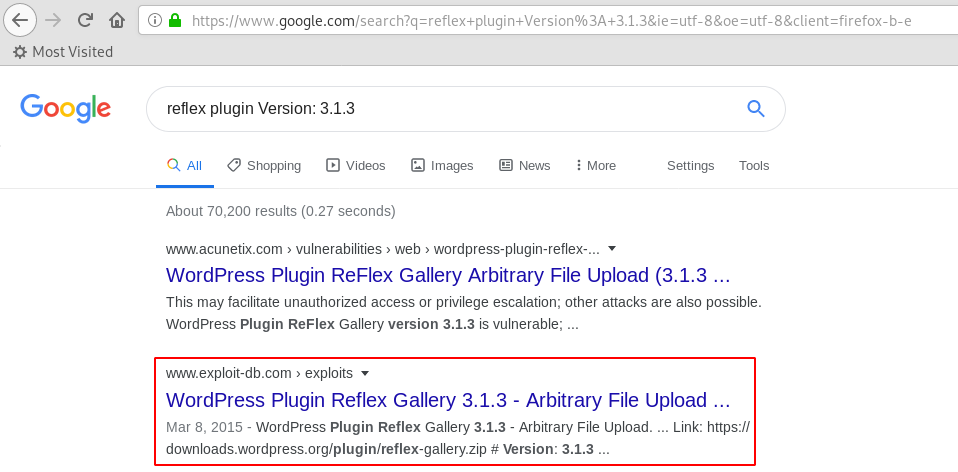 https://www.google.com/search?q=reflex+plugin+Version%3A+3.1.3&ie=utf-8&oe=utf-8&client=firefox-b-e
Most Visited
Google
reflex plugin Version: 3.1.3
All Shopping Videos Images News More Settings Tools
About 70,200 results (0.27 seconds)
www.acunetix.com › vulnerabilities › web › wordpress-plugin-reflex-...
WordPress Plugin ReFlex Gallery Arbitrary File Upload (3.1.3 ...
This may facilitate unauthorized access or privilege escalation; other attacks are also possible.
WordPress Plugin ReFlex Gallery version 3.1.3 is vulnerable; ...
www.exploit-db.com › exploits
WordPress Plugin Reflex Gallery 3.1.3 - Arbitrary File Upload ...
Mar 8, 2015 - WordPress Plugin Reflex Gallery 3.1.3 - Arbitrary File Upload. ... Link: https://
downloads.wordpress.org/plugin/reflex-gallery.zip # Version: 3.1.3 ...